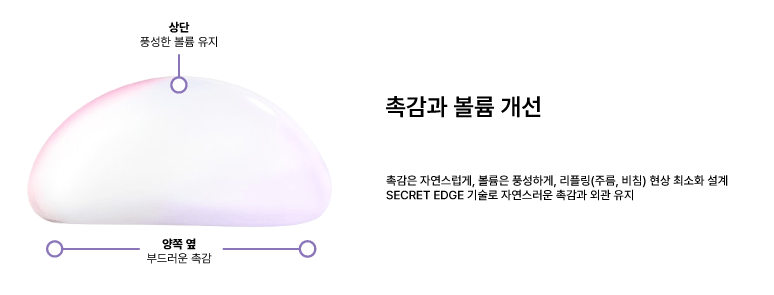 상단
풍성한 볼륨 유지
촉감과 볼륨 개선
촉감은 자연스럽게, 볼륨은 풍성하게, 리플링(주름, 비침) 현상 최소화 설계
SECRET EDGE 기술로 자연스러운 촉감과 외관 유지
양쪽 옆
부드러운 촉감